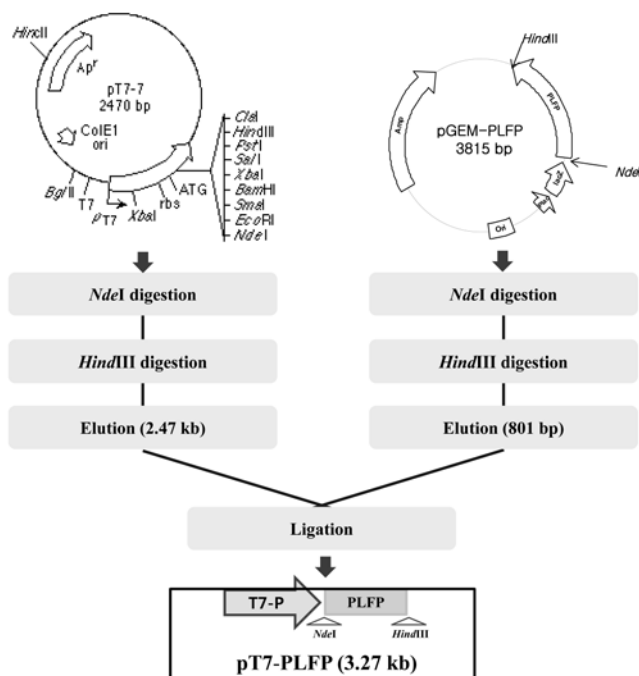 HincII
Apʳ
pT7-7
2470 bp
ColE1
ori
BglII
T7
PT7
XbaI
rbs
ATG
ClaI
HindIII
PstI
SalI
XbaI
BamHI
SmaI
EcoRI
NdeI
HindIII
Amp
PLFP
pGEM-PLFP
3815 bp
NdeI
lacZ
Ori
NdeI digestion
NdeI digestion
HindIII digestion
HindIII digestion
Elution (2.47 kb)
Elution (801 bp)
Ligation
T7-P
PLFP
NdeI
HindIII
pT7-PLFP (3.27 kb)